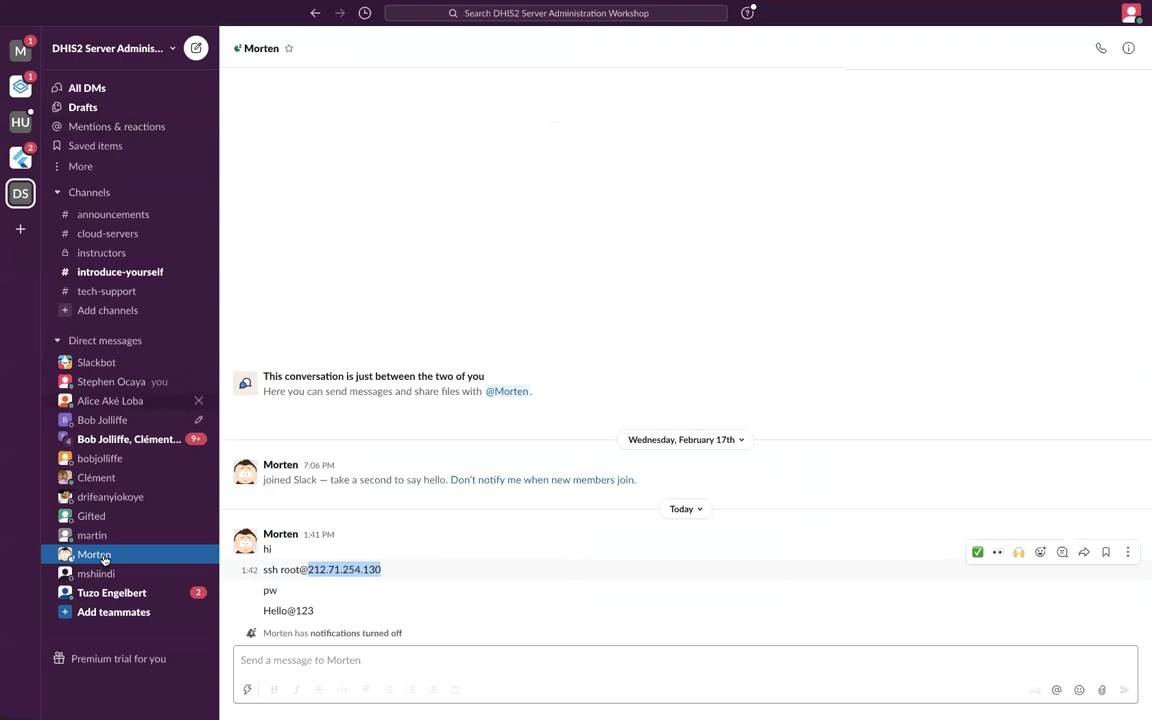 Search DHIS2 Server Administration Workshop
M
1
1
HU
2
DS
DHIS2 Server Adminis...
All DMs
Drafts
Mentions & reactions
Saved items
More
Channels
# announcements
# cloud-servers
instructors
# introduce-yourself
# tech-support
+ Add channels
Direct messages
Slackbot
Stephen Ocaya you
Alice Aké Loba
B Bob Jolliffe
4 Bob Jolliffe, Clément... 9+
bobjolliffe
Clément
drifeanyiokoye
Gifted
martin
Morten
mshiindi
Tuzo Engelbert 2
+ Add teammates
Premium trial for you
Morten
This conversation is just between the two of you
Here you can send messages and share files with @Morten.
Wednesday, February 17th
Morten 7:06 PM
joined Slack — take a second to say hello. Don't notify me when new members join.
Today
Morten 1:41 PM
hi
1:42 ssh root@212.71.254.130
pw
Hello@123
Morten has notifications turned off
Send a message to Morten